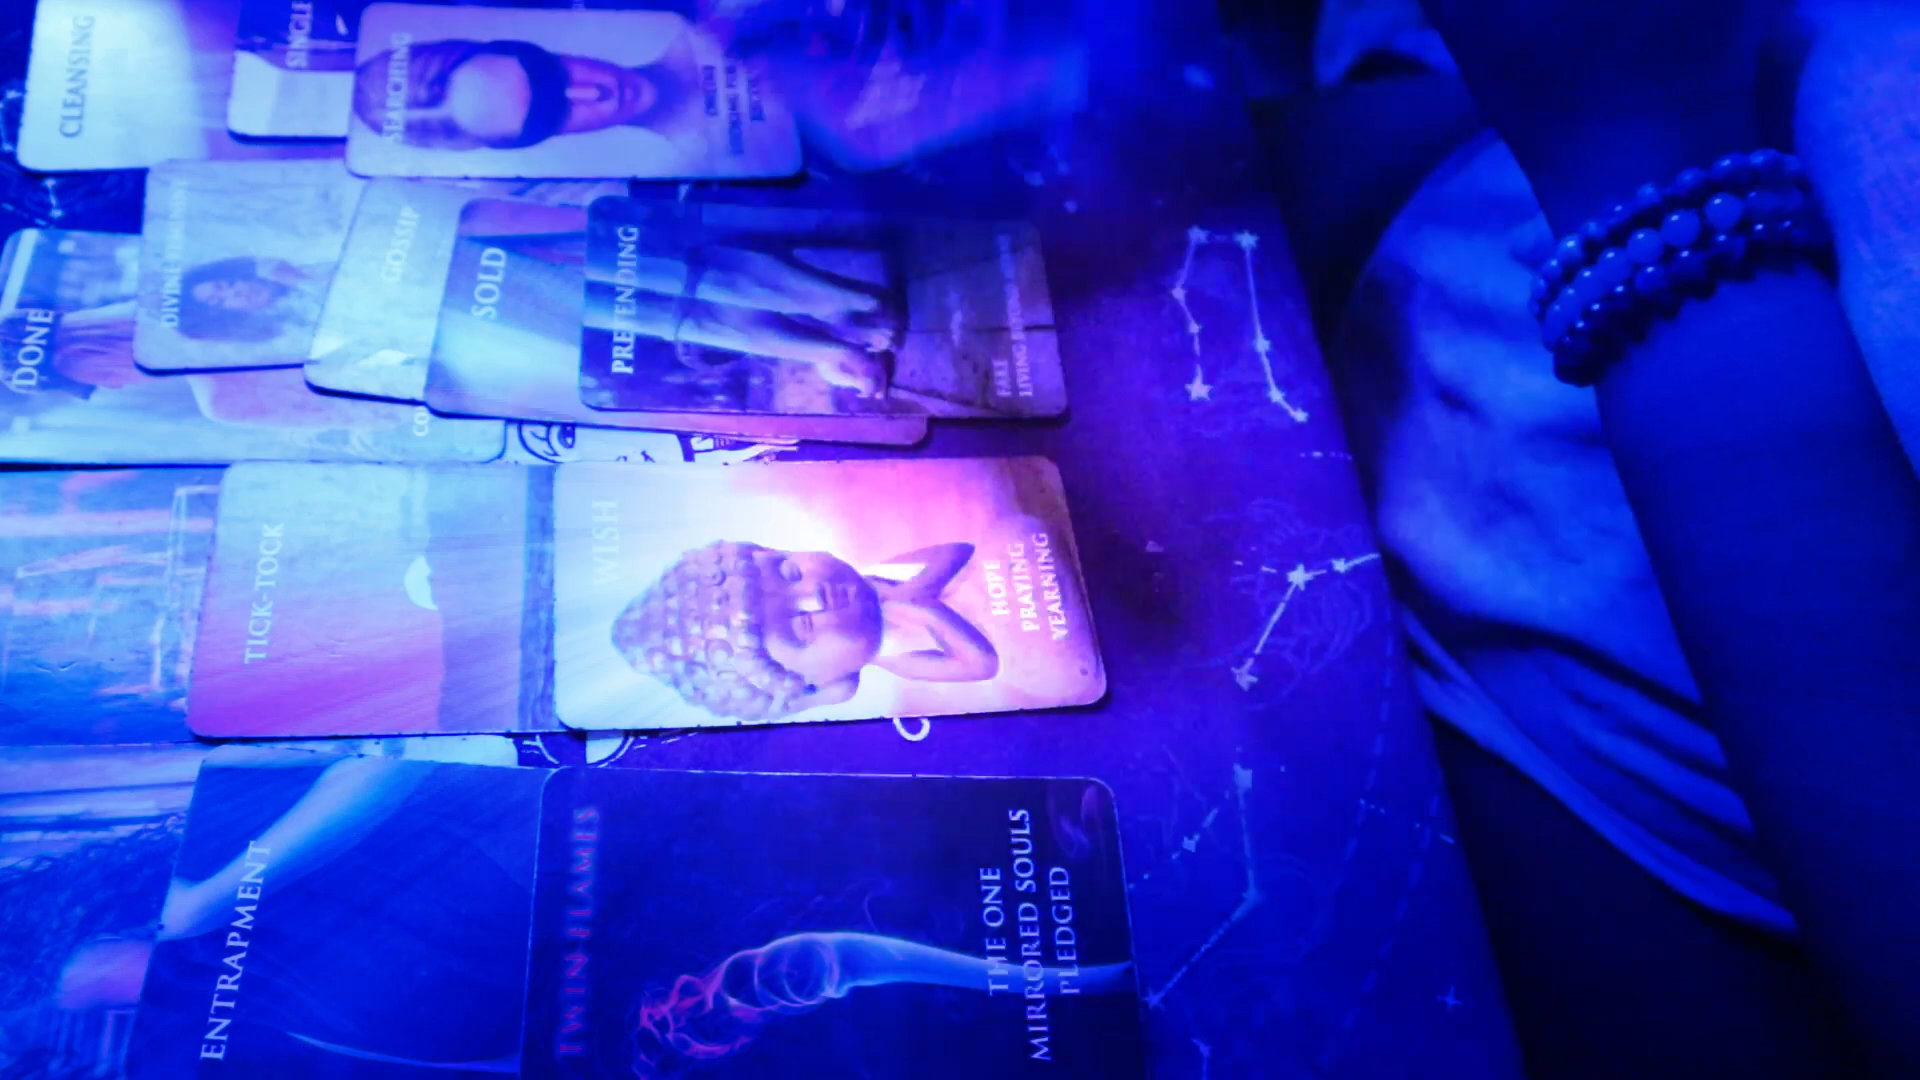 CLEANSING
SINGLE
SEARCHING
DONE
GOSSIP
SOLD
PRETENDING
FAKE
TICK-TOCK
WISH
HOPE
PRAYING
YEARNING
ENTRAPMENT
TWIN-FLAMES
THE ONE
MIRRORED SOULS
PLEDGED